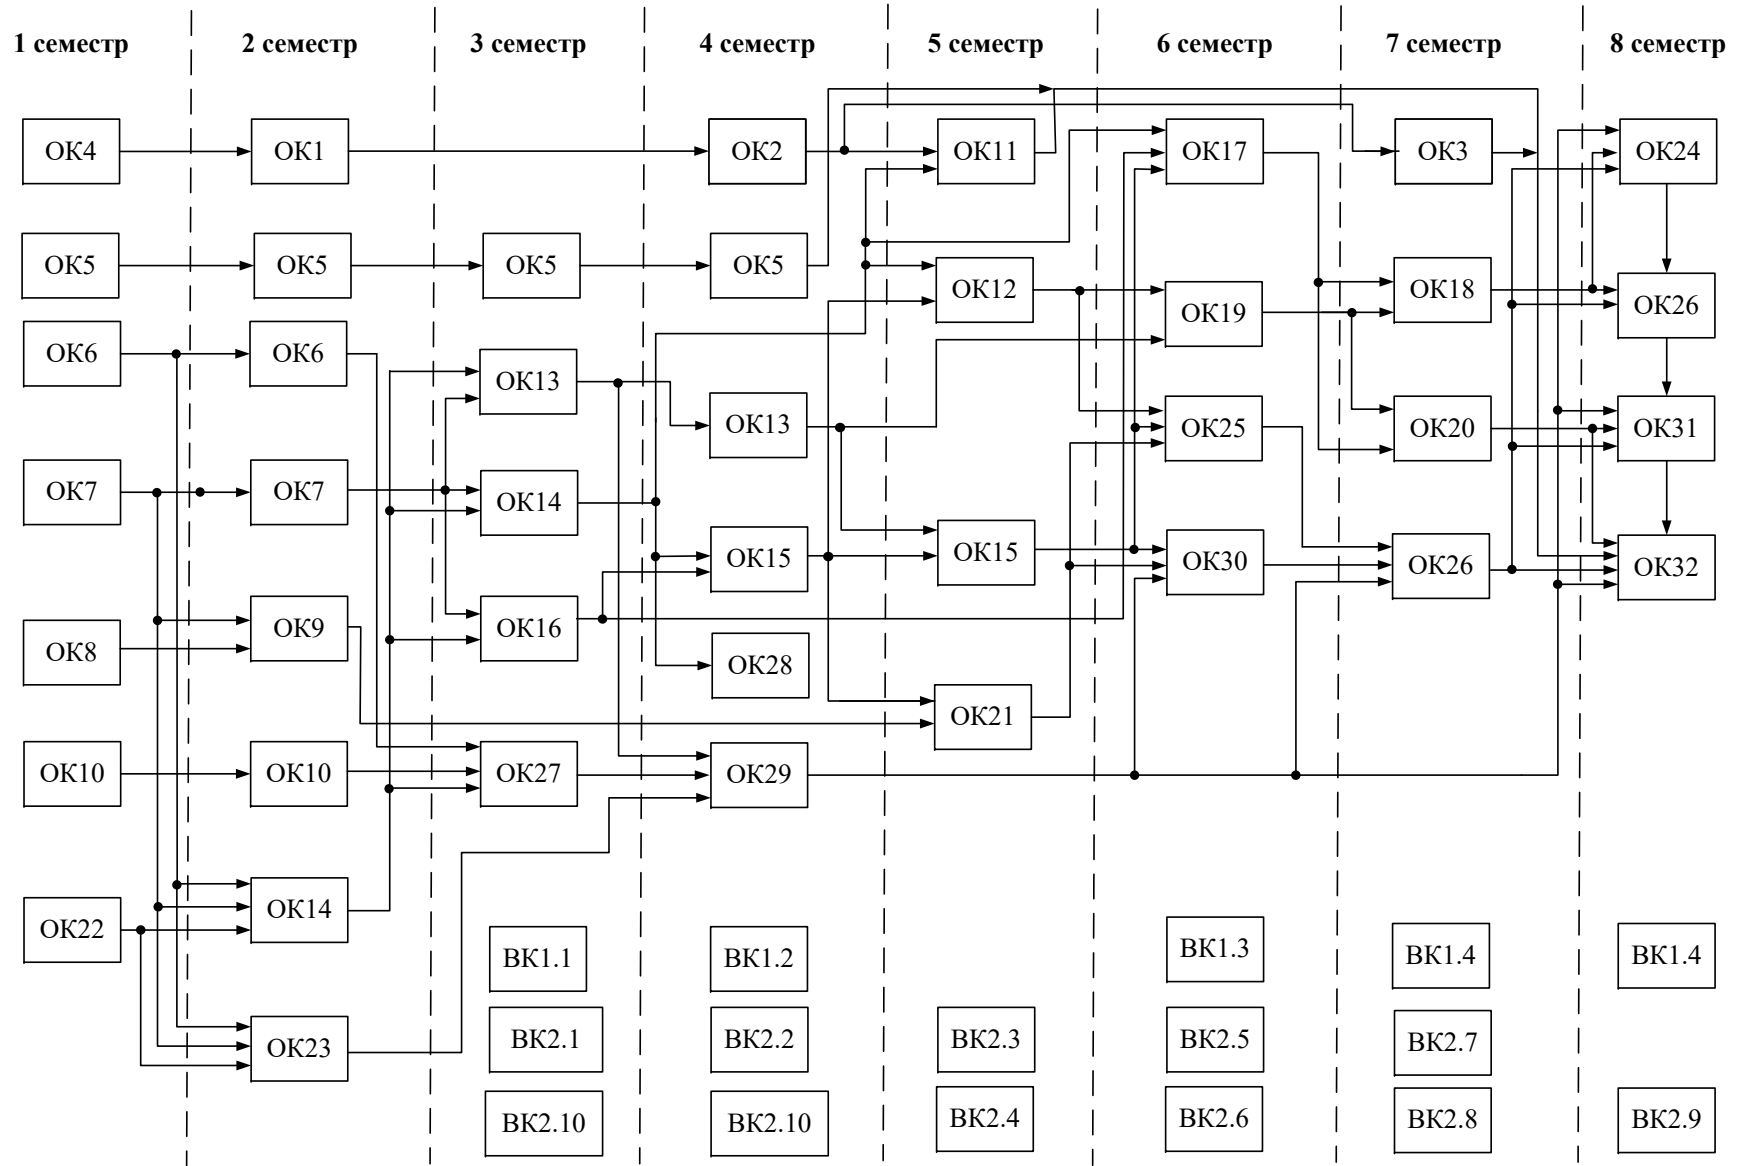 1 семестр
2 семестр
3 семестр
4 семестр
5 семестр
6 семестр
7 семестр
8 семестр
ОК4
ОК1
ОК2
ОК11
ОК17
ОК3
ОК24
ОК5
ОК5
ОК5
ОК5
ОК12
ОК19
ОК18
ОК26
ОК6
ОК6
ОК13
ОК13
ОК25
ОК20
ОК31
ОК7
ОК7
ОК14
ОК15
ОК15
ОК30
ОК26
ОК32
ОК8
ОК9
ОК16
ОК28
ОК21
ОК10
ОК10
ОК27
ОК29
ОК22
ОК14
ВК1.1
ВК1.2
ВК1.3
ВК1.4
ВК1.4
ОК23
ВК2.1
ВК2.2
ВК2.3
ВК2.5
ВК2.7
ВК2.10
ВК2.10
ВК2.4
ВК2.6
ВК2.8
ВК2.9